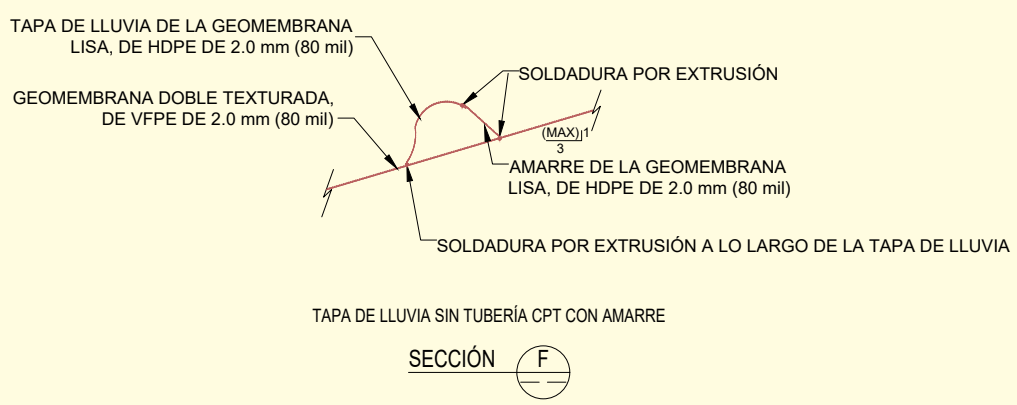 TAPA DE LLUVIA DE LA GEOMEMBRANA
LISA, DE HDPE DE 2.0 mm (80 mil)
SOLDADURA POR EXTRUSIÓN
GEOMEMBRANA DOBLE TEXTURADA,
DE VFPE DE 2.0 mm (80 mil)
(MAX) 1
3
AMARRE DE LA GEOMEMBRANA
LISA, DE HDPE DE 2.0 mm (80 mil)
SOLDADURA POR EXTRUSIÓN A LO LARGO DE LA TAPA DE LLUVIA
TAPA DE LLUVIA SIN TUBERÍA CPT CON AMARRE
SECCIÓN F